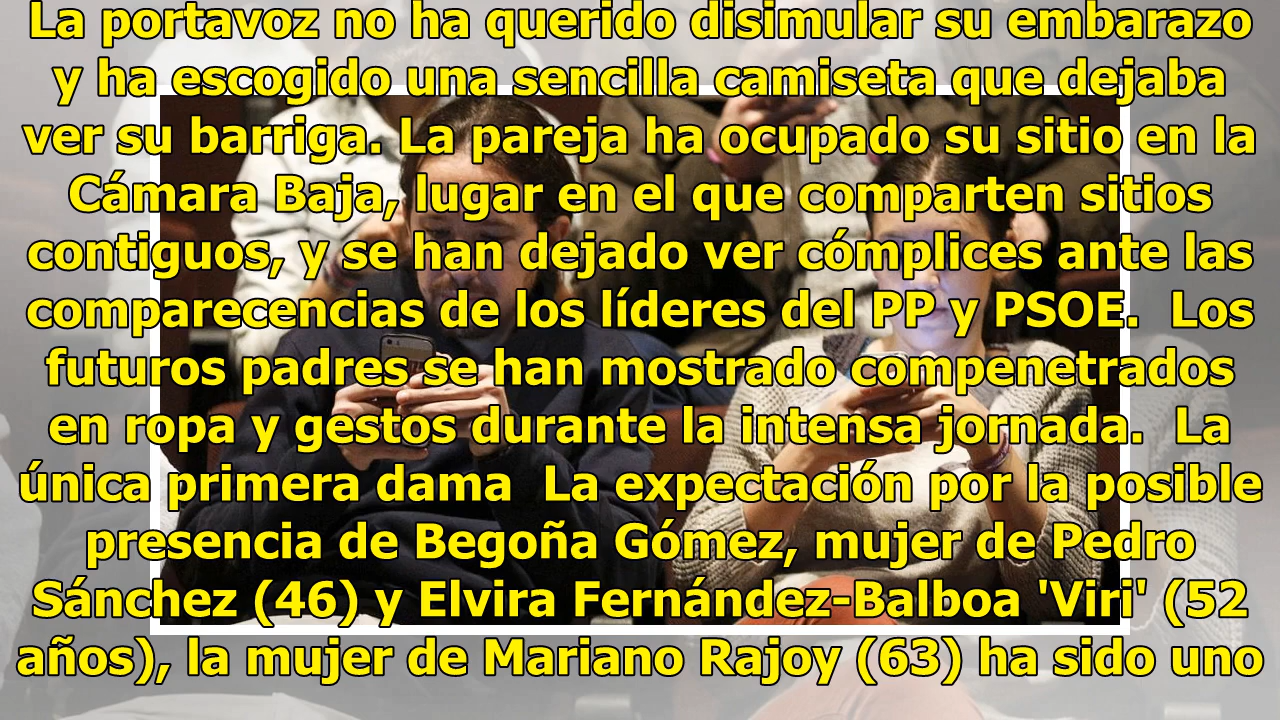 La portavoz no ha querido disimular su embarazo
y ha escogido una sencilla camiseta que dejaba
ver su barriga. La pareja ha ocupado su sitio en la
Cámara Baja, lugar en el que comparten sitios
contiguos, y se han dejado ver cómplices ante las
comparecencias de los líderes del PP y PSOE.  Los
futuros padres se han mostrado compenetrados
en ropa y gestos durante la intensa jornada.  La
única primera dama  La expectación por la posible
presencia de Begoña Gómez, mujer de Pedro
Sánchez (46) y Elvira Fernández-Balboa 'Viri' (52
años), la mujer de Mariano Rajoy (63) ha sido uno